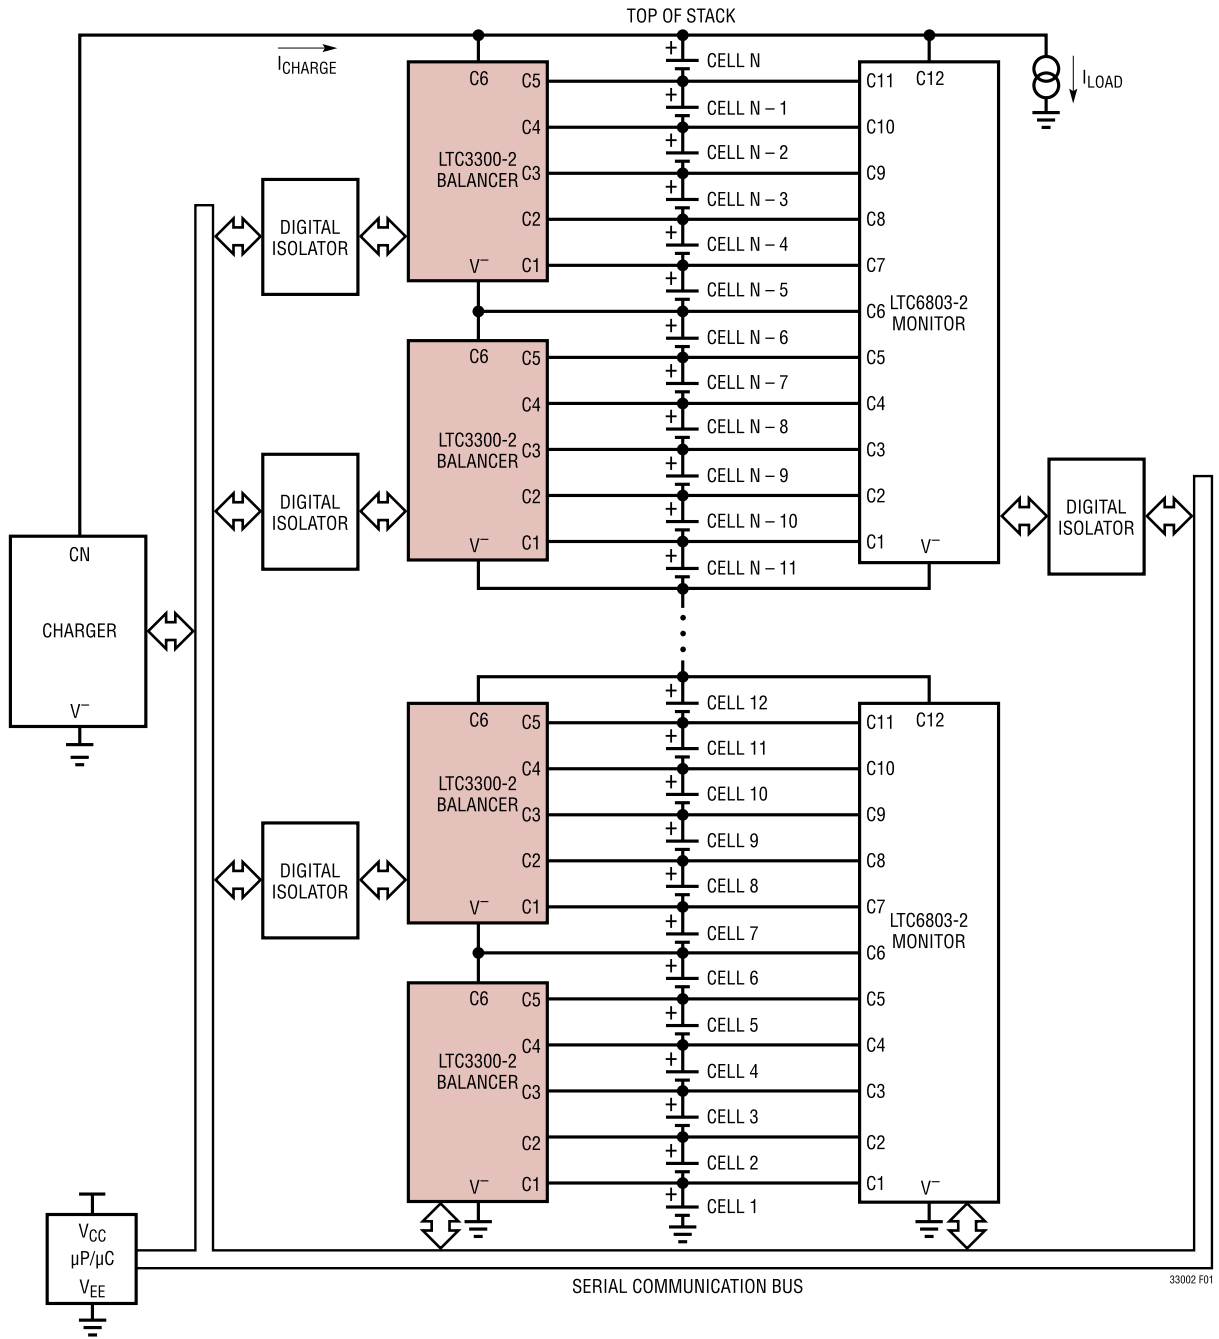 TOP OF STACK
I_CHARGE
C6
C5
C4
C3
C2
C1
V–
LTC3300-2
BALANCER
CELL N
CELL N – 1
CELL N – 2
CELL N – 3
CELL N – 4
CELL N – 5
C12
C11
C10
C9
C8
C7
C6
LTC6803-2
MONITOR
C5
C4
C3
C2
C1
V–
I_LOAD
DIGITAL
ISOLATOR
C6
C5
C4
C3
C2
C1
V–
LTC3300-2
BALANCER
CELL N – 6
CELL N – 7
CELL N – 8
CELL N – 9
CELL N – 10
CELL N – 11
DIGITAL
ISOLATOR
DIGITAL
ISOLATOR
CN
CHARGER
V–
C6
C5
C4
C3
C2
C1
V–
LTC3300-2
BALANCER
CELL 12
CELL 11
CELL 10
CELL 9
CELL 8
CELL 7
C12
C11
C10
C9
C8
C7
C6
LTC6803-2
MONITOR
C5
C4
C3
C2
C1
V–
DIGITAL
ISOLATOR
C6
C5
C4
C3
C2
C1
V–
LTC3300-2
BALANCER
CELL 6
CELL 5
CELL 4
CELL 3
CELL 2
CELL 1
VCC
µP/µC
VEE
SERIAL COMMUNICATION BUS
33002 F01